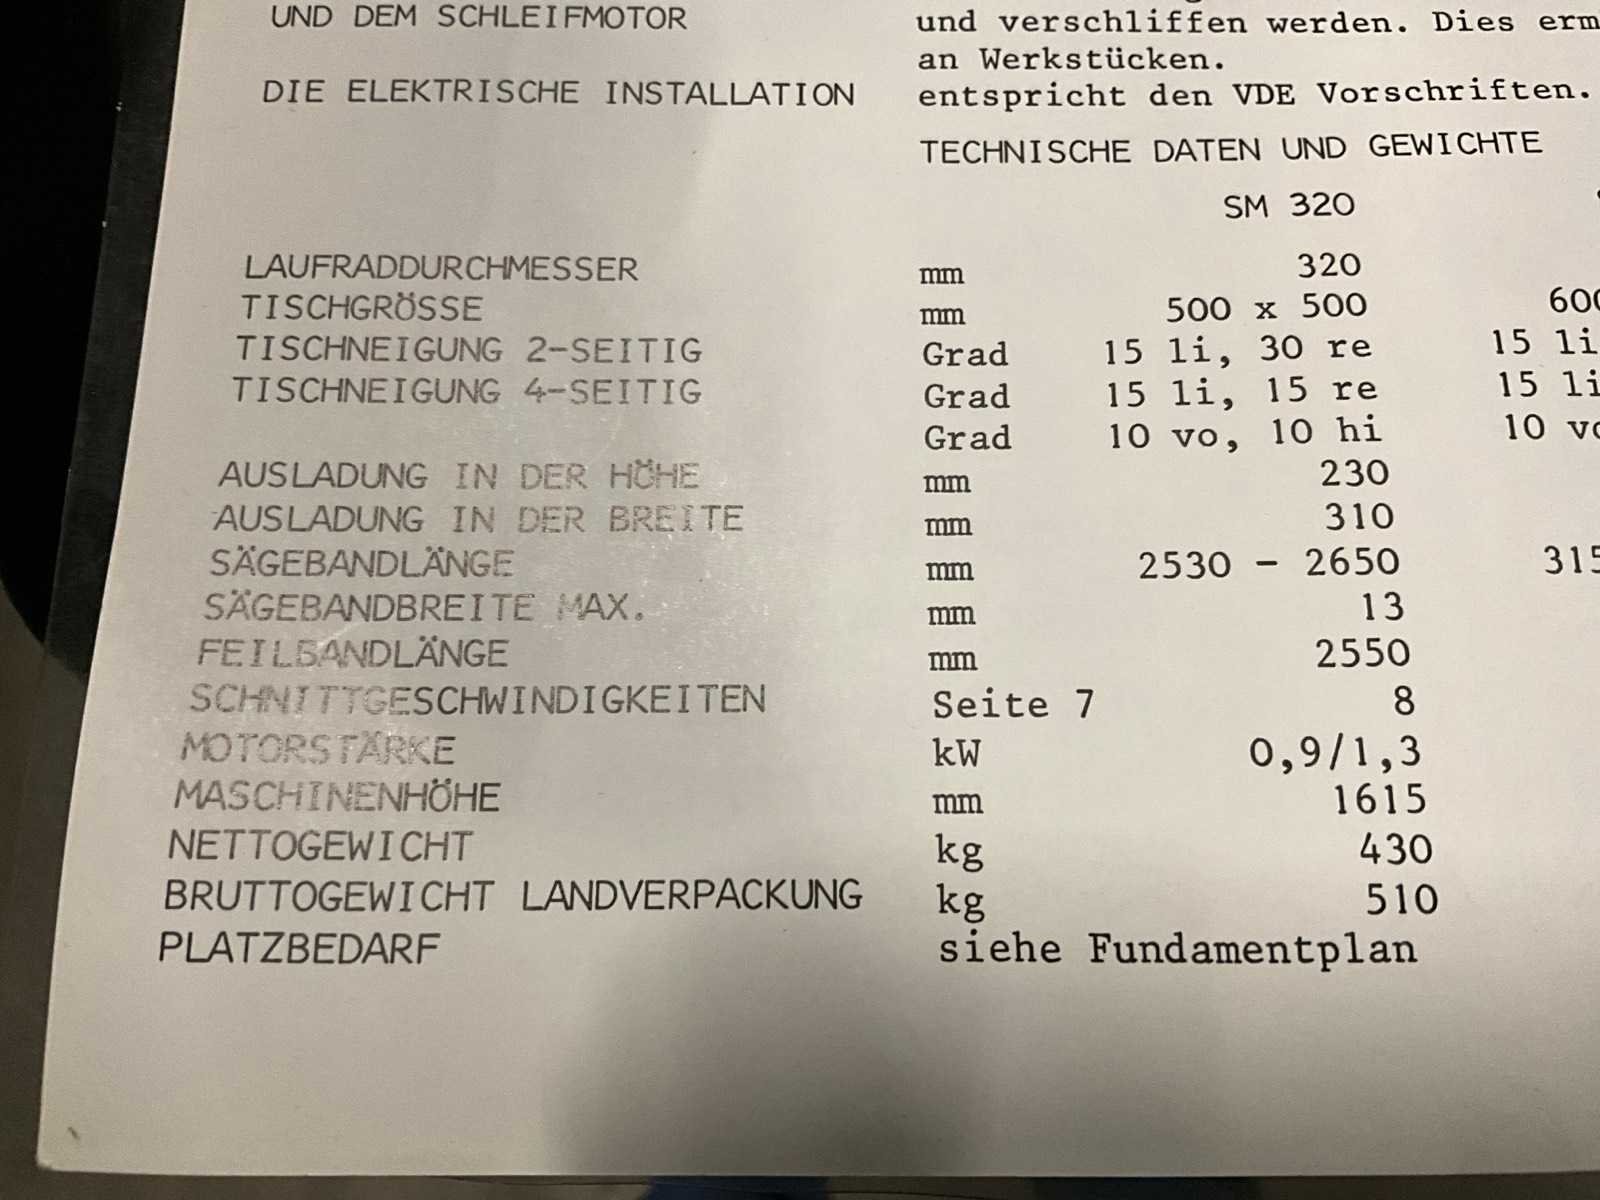 UND DEM SCHLEIFMOTOR und verschliffen werden. Dies
an Werkstücken.
DIE ELEKTRISCHE INSTALLATION entspricht den VDE Vorschriften.
TECHNISCHE DATEN UND GEWICHTE
SM 320
LAUFRADDURCHMESSER mm 320
TISCHGRÖSSE mm 500 x 500
TISCHNEIGUNG 2-SEITIG Grad 15 li, 30 re 15 li
TISCHNEIGUNG 4-SEITIG Grad 15 li, 15 re 15 li
Grad 10 vo, 10 hi 10 vo
AUSLADUNG IN DER HÖHE mm 230
AUSLADUNG IN DER BREITE mm 310
SÄGEBANDLÄNGE mm 2530 - 2650
SÄGEBANDBREITE MAX. mm 13
FEILBANDLÄNGE mm 2550
SCHNITTGESCHWINDIGKEITEN Seite 7 8
MOTORSTÄRKE kW 0,9/1,3
MASCHINENHÖHE mm 1615
NETTOGEWICHT kg 430
BRUTTOGEWICHT LANDVERPACKUNG kg 510
PLATZBEDARF siehe Fundamentplan